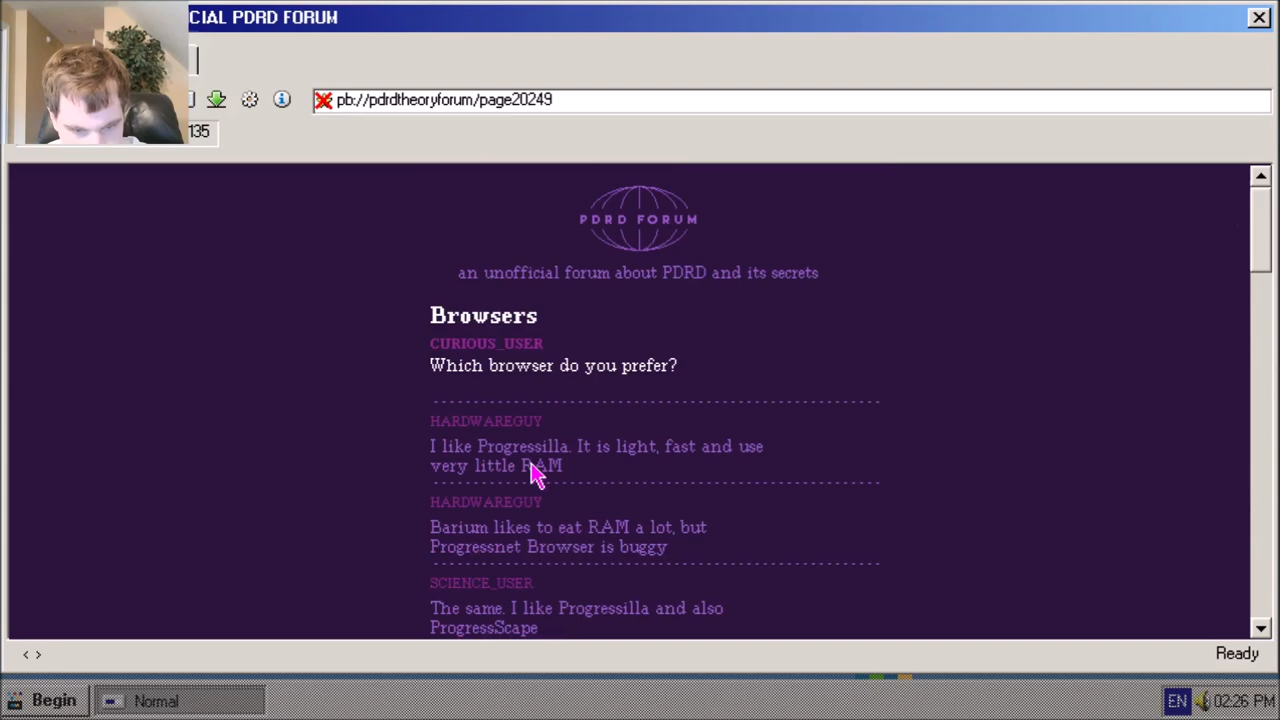 CIAL PDRD FORUM
pb://pdrdtheoryforum/page20249
135
PDRD FORUM
an unofficial forum about PDRD and its secrets
Browsers
CURIOUS_USER
Which browser do you prefer?
HARDWAREGUY
I like Progressilla. It is light, fast and use
very little RAM
HARDWAREGUY
Barium likes to eat RAM a lot, but
Progressnet Browser is buggy
SCIENCE_USER
The same. I like Progressilla and also
ProgressScape
< >
Ready
Begin
Normal
EN
02:26 PM